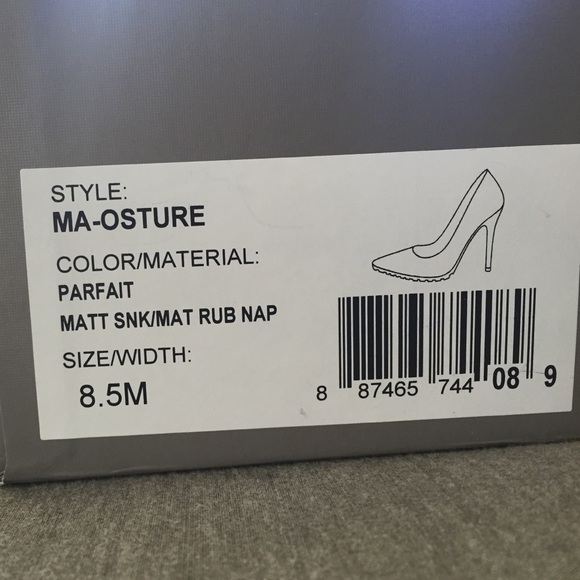 STYLE:
MA-OSTURE
COLOR/MATERIAL:
PARFAIT
MATT SNK/MAT RUB NAP
SIZE/WIDTH:
8.5M
8 87465 744 08 9